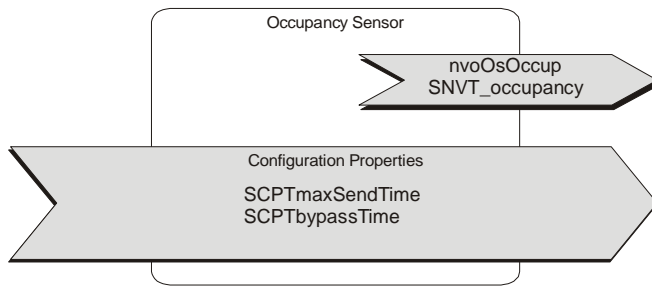 Occupancy Sensor
nvoOsOccup
SNVT_occupancy
Configuration Properties
SCPTmaxSendTime
SCPTbypassTime